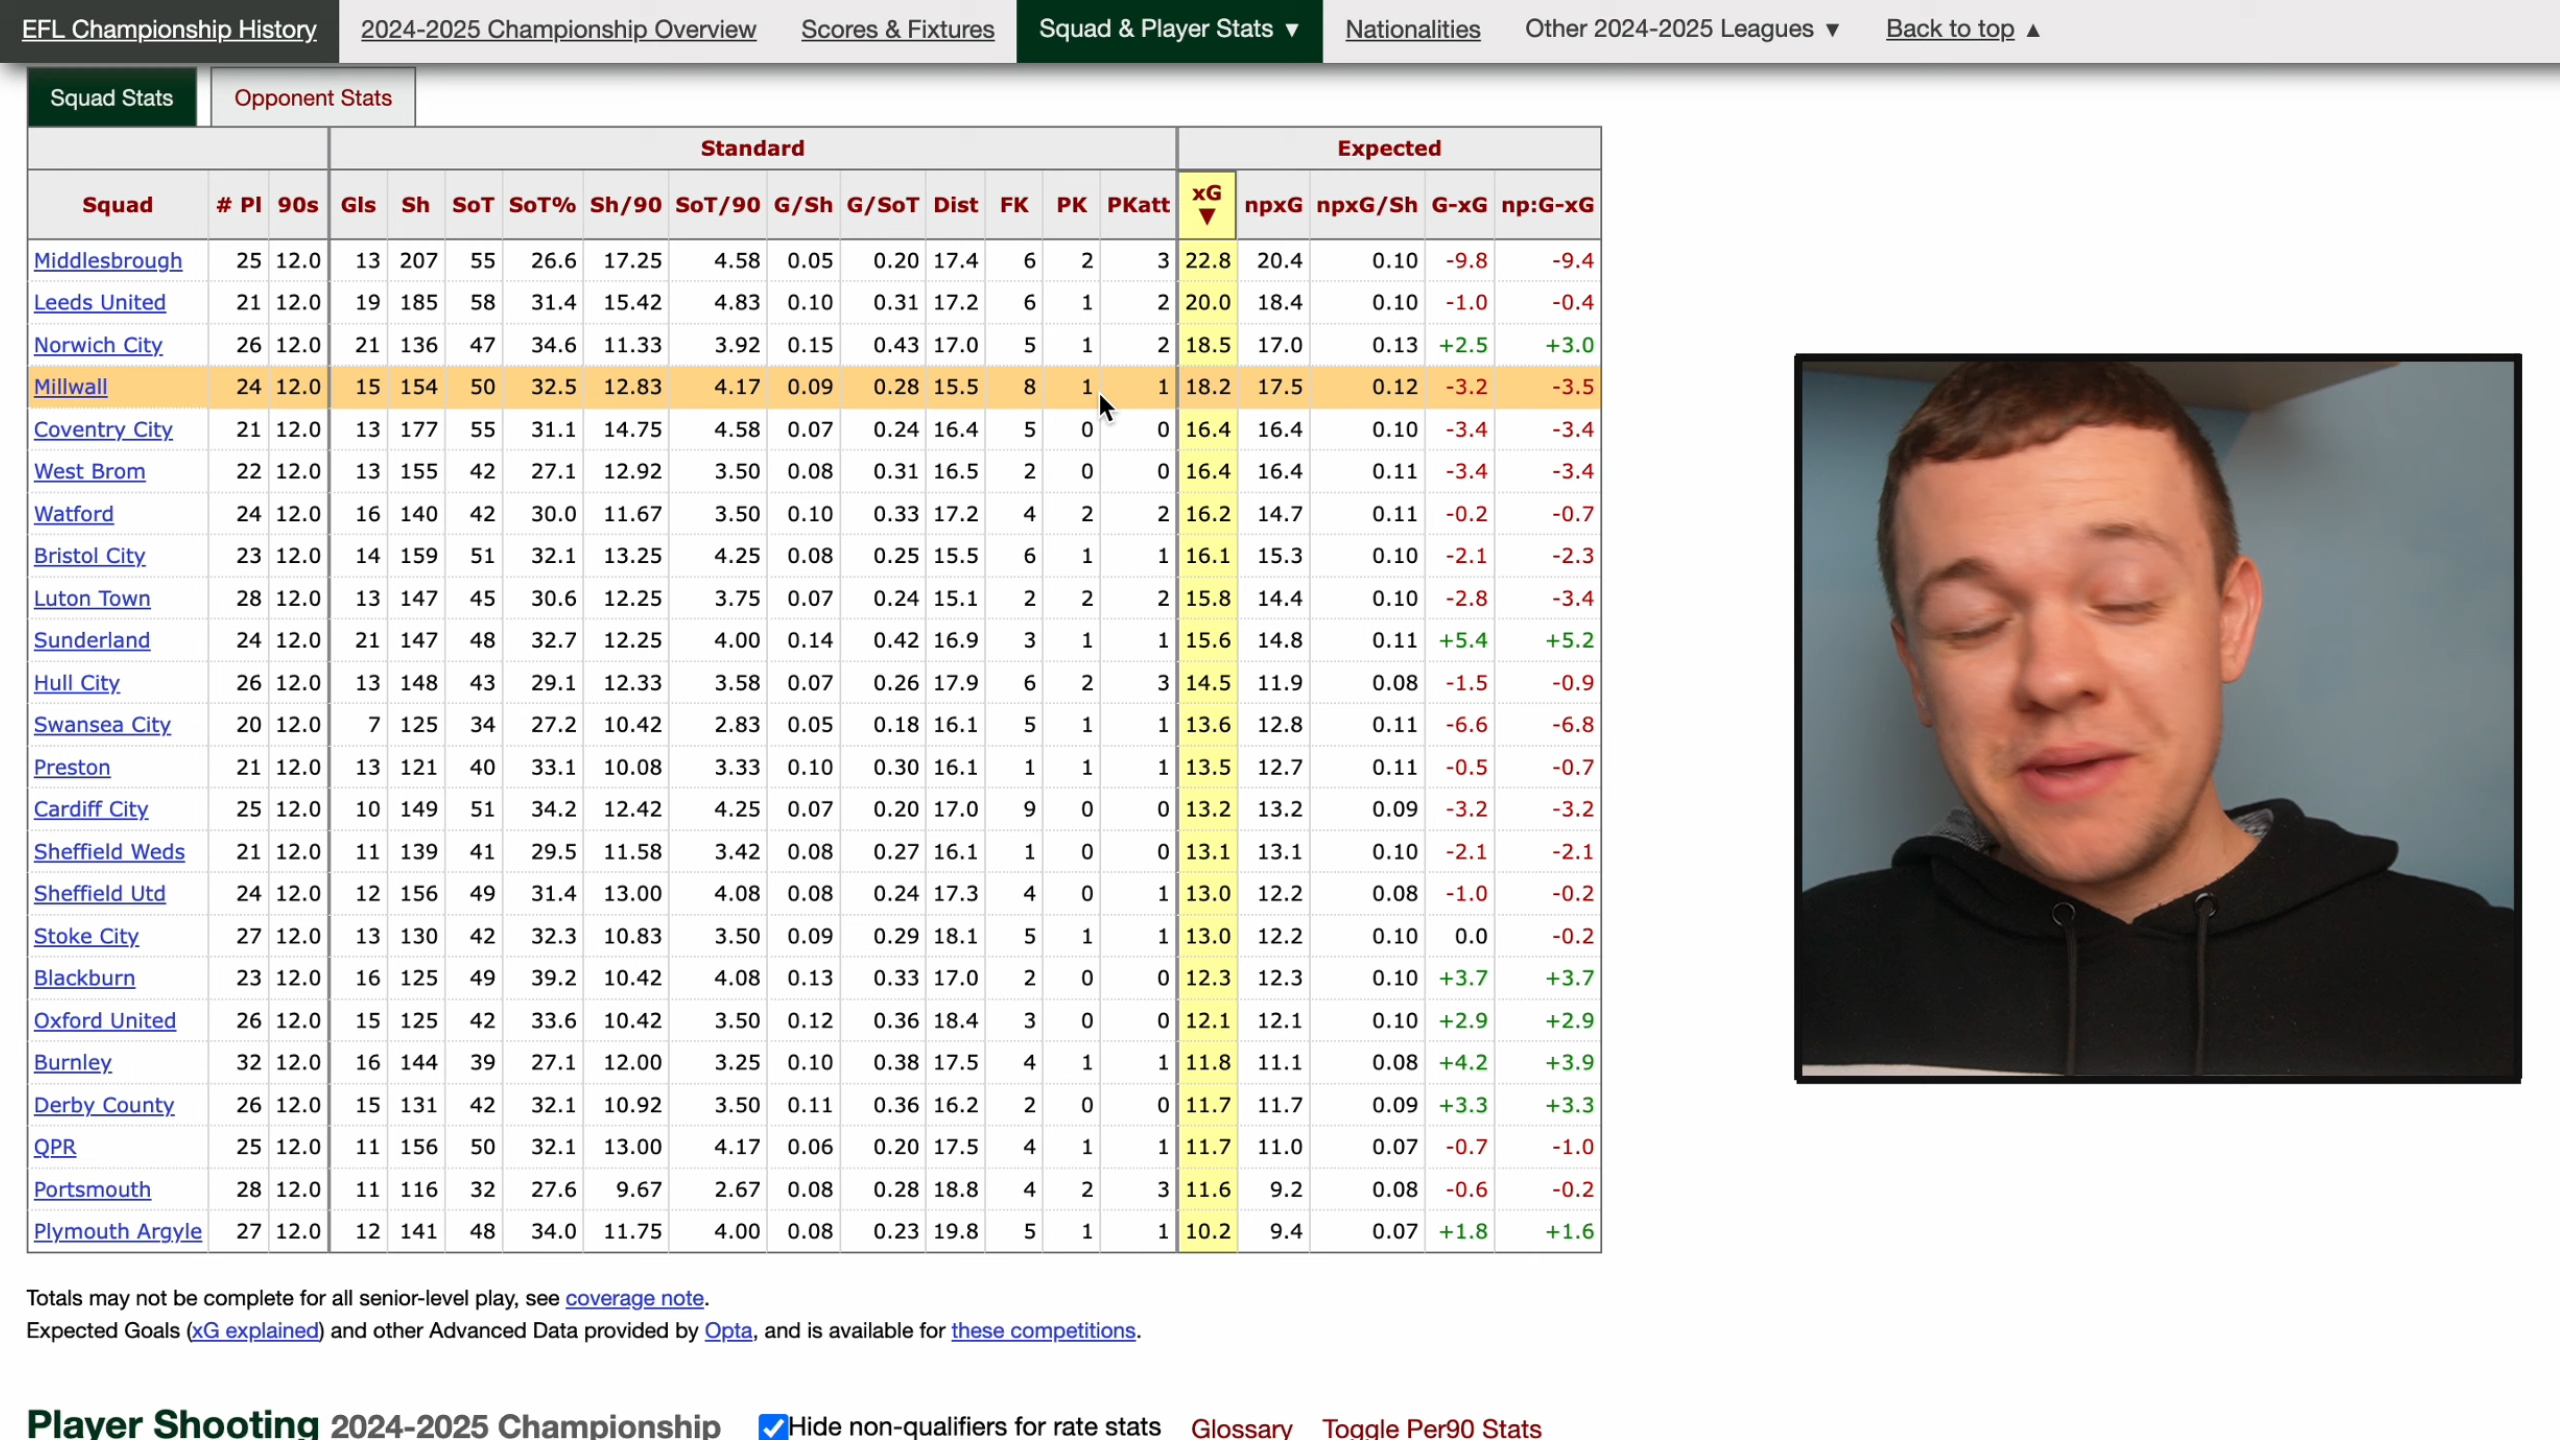 EFL Championship History 2024-2025 Championship Overview Scores & Fixtures Squad & Player Stats ▼ Nationalities Other 2024-2025 Leagues ▼ Back to top ▲
Squad Stats Opponent Stats
Standard Expected
Squad # Pl 90s Gls Sh SoT SoT% Sh/90 SoT/90 G/Sh G/SoT Dist FK PK PKatt xG ▼ npxG npxG/Sh G-xG np:G-xG
Middlesbrough 25 12.0 13 207 55 26.6 17.25 4.58 0.05 0.20 17.4 6 2 3 22.8 20.4 0.10 -9.8 -9.4
Leeds United 21 12.0 19 185 58 31.4 15.42 4.83 0.10 0.31 17.2 6 1 2 20.0 18.4 0.10 -1.0 -0.4
Norwich City 26 12.0 21 136 47 34.6 11.33 3.92 0.15 0.43 17.0 5 1 2 18.5 17.0 0.13 +2.5 +3.0
Millwall 24 12.0 15 154 50 32.5 12.83 4.17 0.09 0.28 15.5 8 1 1 18.2 17.5 0.12 -3.2 -3.5
Coventry City 21 12.0 13 177 55 31.1 14.75 4.58 0.07 0.24 16.4 5 0 0 16.4 16.4 0.10 -3.4 -3.4
West Brom 22 12.0 13 155 42 27.1 12.92 3.50 0.08 0.31 16.5 2 0 0 16.4 16.4 0.11 -3.4 -3.4
Watford 24 12.0 16 140 42 30.0 11.67 3.50 0.10 0.33 17.2 4 2 2 16.2 14.7 0.11 -0.2 -0.7
Bristol City 23 12.0 14 159 51 32.1 13.25 4.25 0.08 0.25 15.5 6 1 1 16.1 15.3 0.10 -2.1 -2.3
Luton Town 28 12.0 13 147 45 30.6 12.25 3.75 0.07 0.24 15.1 2 2 2 15.8 14.4 0.10 -2.8 -3.4
Sunderland 24 12.0 21 147 48 32.7 12.25 4.00 0.14 0.42 16.9 3 1 1 15.6 14.8 0.11 +5.4 +5.2
Hull City 26 12.0 13 148 43 29.1 12.33 3.58 0.07 0.26 17.9 6 2 3 14.5 11.9 0.08 -1.5 -0.9
Swansea City 20 12.0 7 125 34 27.2 10.42 2.83 0.05 0.18 16.1 5 1 1 13.6 12.8 0.11 -6.6 -6.8
Preston 21 12.0 13 121 40 33.1 10.08 3.33 0.10 0.30 16.1 1 1 1 13.5 12.7 0.11 -0.5 -0.7
Cardiff City 25 12.0 10 149 51 34.2 12.42 4.25 0.07 0.20 17.0 9 0 0 13.2 13.2 0.09 -3.2 -3.2
Sheffield Weds 21 12.0 11 139 41 29.5 11.58 3.42 0.08 0.27 16.1 1 0 0 13.1 13.1 0.10 -2.1 -2.1
Sheffield Utd 24 12.0 12 156 49 31.4 13.00 4.08 0.08 0.24 17.3 4 0 1 13.0 12.2 0.08 -1.0 -0.2
Stoke City 27 12.0 13 130 42 32.3 10.83 3.50 0.09 0.29 18.1 5 1 1 13.0 12.2 0.10 0.0 -0.2
Blackburn 23 12.0 16 125 49 39.2 10.42 4.08 0.13 0.33 17.0 2 0 0 12.3 12.3 0.10 +3.7 +3.7
Oxford United 26 12.0 15 125 42 33.6 10.42 3.50 0.12 0.36 18.4 3 0 0 12.1 12.1 0.10 +2.9 +2.9
Burnley 32 12.0 16 144 39 27.1 12.00 3.25 0.10 0.38 17.5 4 1 1 11.8 11.1 0.08 +4.2 +3.9
Derby County 26 12.0 15 131 42 32.1 10.92 3.50 0.11 0.36 16.2 2 0 0 11.7 11.7 0.09 +3.3 +3.3
QPR 25 12.0 11 156 50 32.1 13.00 4.17 0.06 0.20 17.5 4 1 1 11.7 11.0 0.07 -0.7 -1.0
Portsmouth 28 12.0 11 116 32 27.6 9.67 2.67 0.08 0.28 18.8 4 2 3 11.6 9.2 0.08 -0.6 -0.2
Plymouth Argyle 27 12.0 12 141 48 34.0 11.75 4.00 0.08 0.23 19.8 5 1 1 10.2 9.4 0.07 +1.8 +1.6
Totals may not be complete for all senior-level play, see coverage note.
Expected Goals (xG explained) and other Advanced Data provided by Opta, and is available for these competitions.
Player Shooting 2024-2025 Championship Hide non-qualifiers for rate stats Glossary Toggle Per90 Stats